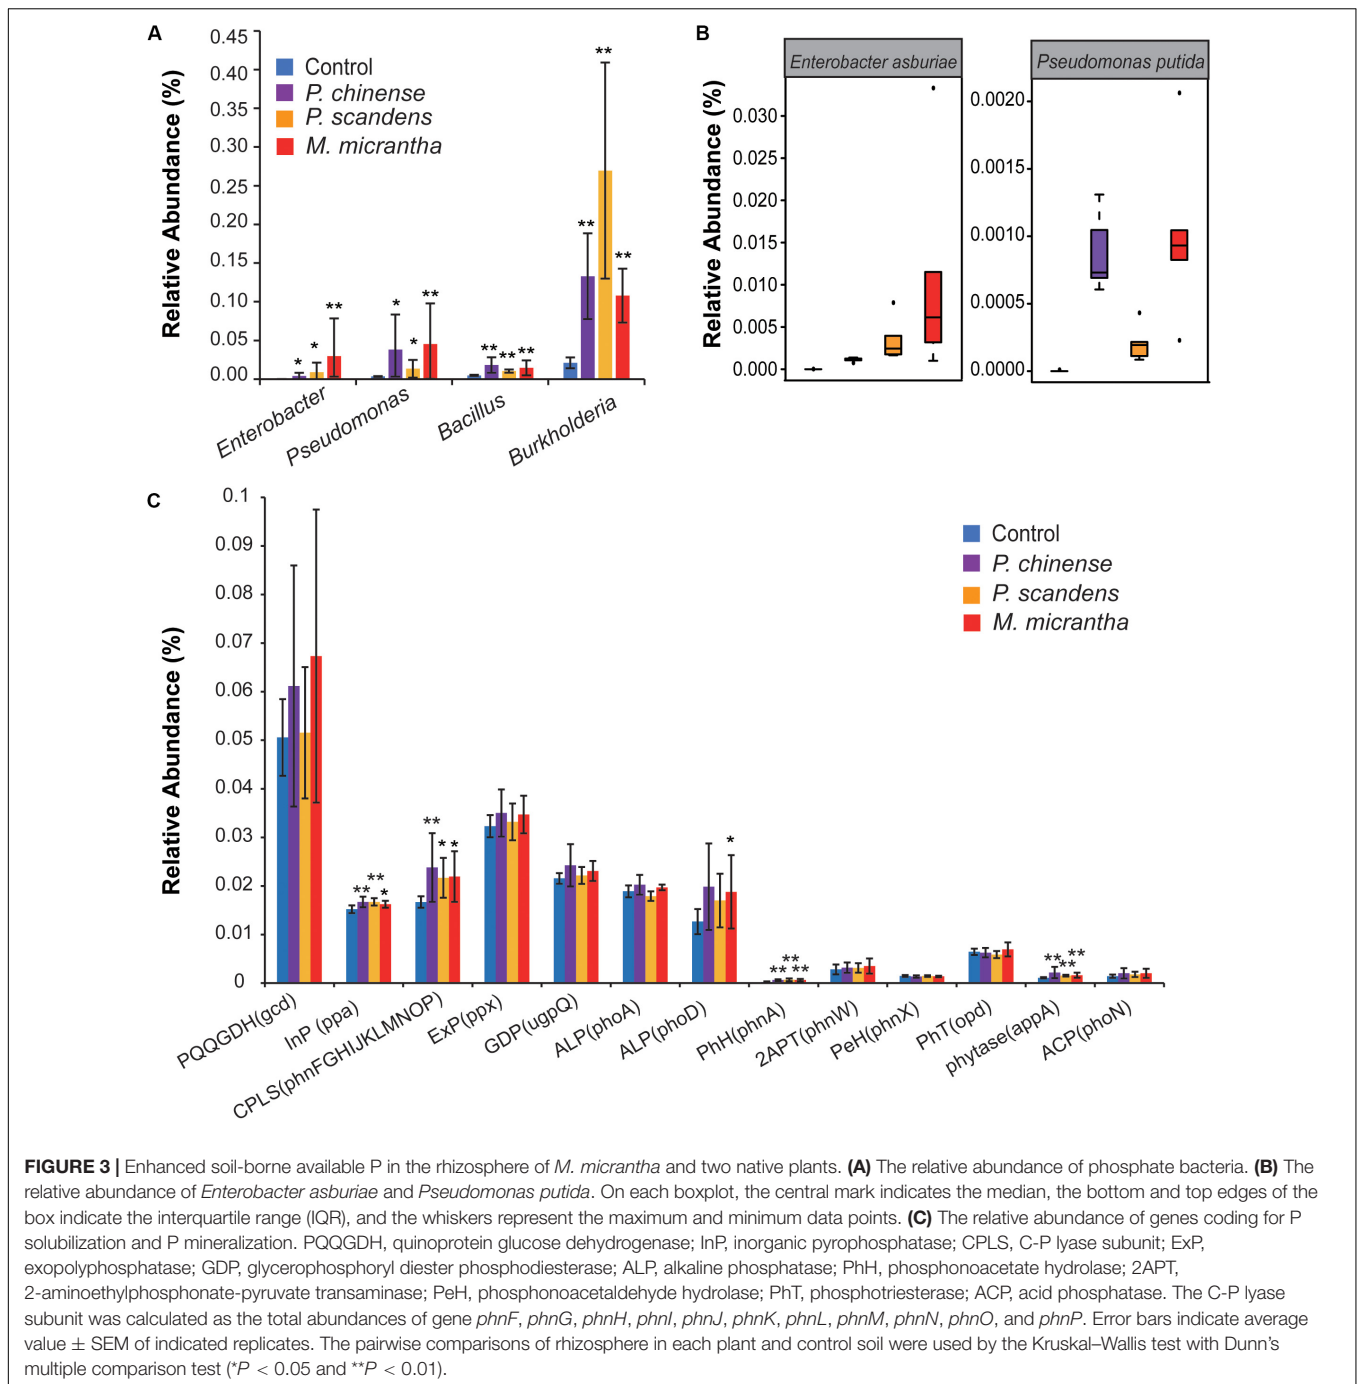 A
Relative Abundance (%)
0.45
0.40
0.35
0.30
0.25
0.20
0.15
0.10
0.05
0.00
Control
P. chinense
P. scandens
M. micrantha
* * **
* * **
** ** **
** ** **
Enterobacter
Pseudomonas
Bacillus
Burkholderia
B
Relative Abundance (%)
Enterobacter asburiae
0.030
0.025
0.020
0.015
0.010
0.005
0.000
Pseudomonas putida
0.0020
0.0015
0.0010
0.0005
0.0000
C
Relative Abundance (%)
0.1
0.09
0.08
0.07
0.06
0.05
0.04
0.03
0.02
0.01
0
Control
P. chinense
P. scandens
M. micrantha
** ** *
** * *
*
** ** **
** ** **
PQQGDH(gcd)
InP (ppa)
CPLS(phnFGHIJKLMNOP)
ExP(ppx)
GDP(ugpQ)
ALP(phoA)
ALP(phoD)
PhH(phnA)
2APT(phnW)
PeH(phnX)
PhT(opd)
phytase(appA)
ACP(phoN)
FIGURE 3 | Enhanced soil-borne available P in the rhizosphere of M. micrantha and two native plants. (A) The relative abundance of phosphate bacteria. (B) The
relative abundance of Enterobacter asburiae and Pseudomonas putida. On each boxplot, the central mark indicates the median, the bottom and top edges of the
box indicate the interquartile range (IQR), and the whiskers represent the maximum and minimum data points. (C) The relative abundance of genes coding for P
solubilization and P mineralization. PQQGDH, quinoprotein glucose dehydrogenase; InP, inorganic pyrophosphatase; CPLS, C-P lyase subunit; ExP,
exopolyphosphatase; GDP, glycerophosphoryl diester phosphodiesterase; ALP, alkaline phosphatase; PhH, phosphonoacetate hydrolase; 2APT,
2-aminoethylphosphonate-pyruvate transaminase; PeH, phosphonoacetaldehyde hydrolase; PhT, phosphotriesterase; ACP, acid phosphatase. The C-P lyase
subunit was calculated as the total abundances of gene phnF, phnG, phnH, phnI, phnJ, phnK, phnL, phnM, phnN, phnO, and phnP. Error bars indicate average
value ± SEM of indicated replicates. The pairwise comparisons of rhizosphere in each plant and control soil were used by the Kruskal–Wallis test with Dunn's
multiple comparison test (*P < 0.05 and **P < 0.01).